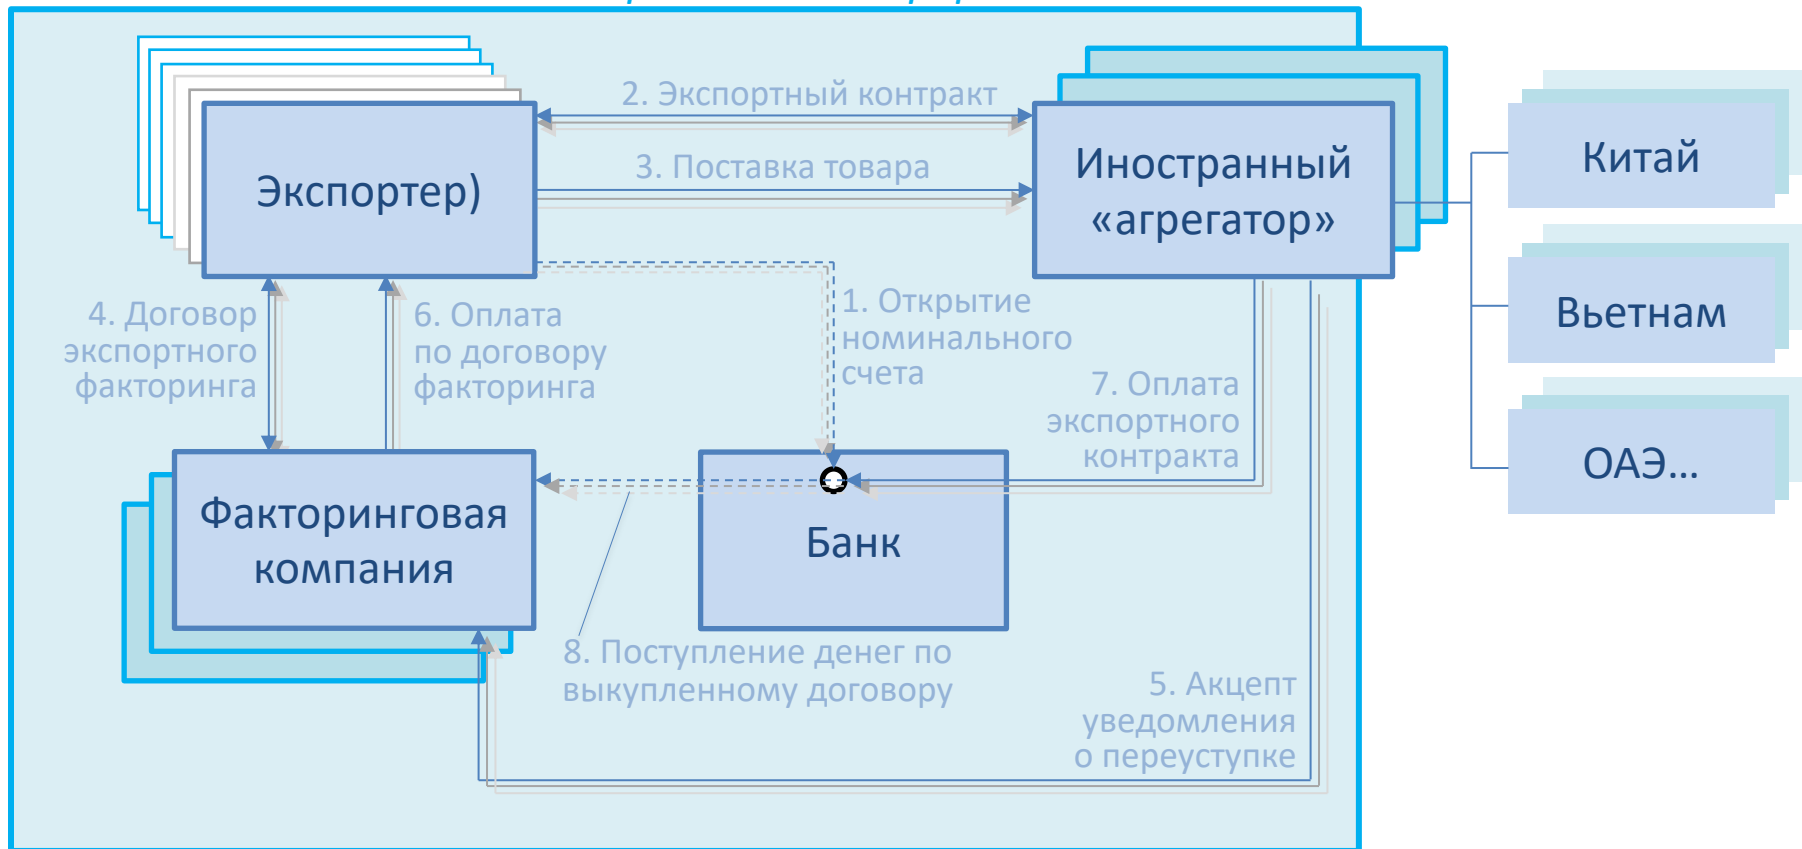 2. Экспортный контракт
Экспортер)
3. Поставка товара
Иностранный
«агрегатор»
Китай
Вьетнам
ОАЭ...
4. Договор
экспортного
факторинга
6. Оплата
по договору
факторинга
1. Открытие
номинального
счета
7. Оплата
экспортного
контракта
Факторинговая
компания
Банк
8. Поступление денег по
выкупленному договору
5. Акцепт
уведомления
о переуступке